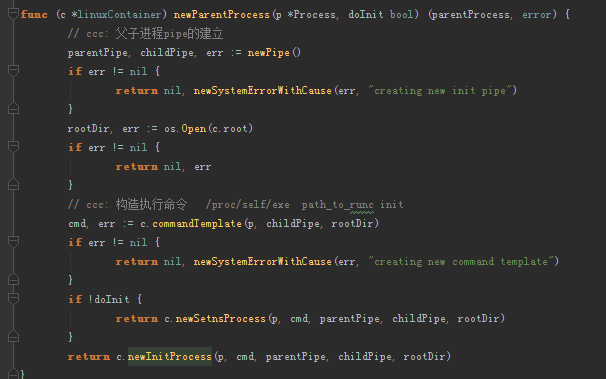 func (c *linuxContainer) newParentProcess(p *Process, doInit bool) (parentProcess, error) {
// ccc: 父子进程pipe的建立
parentPipe, childPipe, err := newPipe()
if err != nil {
return nil, newSystemErrorWithCause(err, "creating new init pipe")
}
rootDir, err := os.Open(c.root)
if err != nil {
return nil, err
}
// ccc: 构造执行命令 /proc/self/exe path_to_runc init
cmd, err := c.commandTemplate(p, childPipe, rootDir)
if err != nil {
return nil, newSystemErrorWithCause(err, "creating new command template")
}
if !doInit {
return c.newSetnsProcess(p, cmd, parentPipe, childPipe, rootDir)
}
return c.newInitProcess(p, cmd, parentPipe, childPipe, rootDir)
}